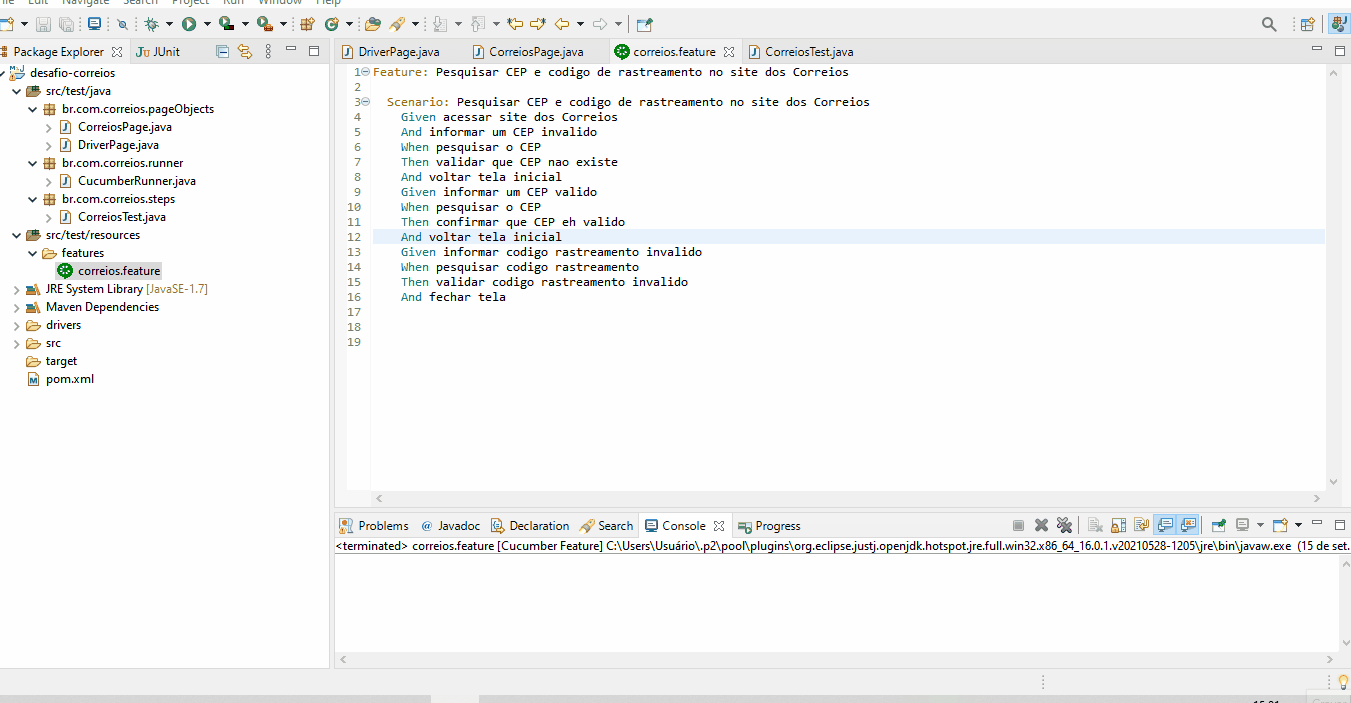 File Edit Navigate Search Project Run Window Help
Package Explorer JUnit
desafio-correios
src/test/java
br.com.correios.pageObjects
CorreiosPage.java
DriverPage.java
br.com.correios.runner
CucumberRunner.java
br.com.correios.steps
CorreiosTest.java
src/test/resources
features
correios.feature
JRE System Library [JavaSE-1.7]
Maven Dependencies
drivers
src
target
pom.xml
DriverPage.java CorreiosPage.java correios.feature CorreiosTest.java
1 Feature: Pesquisar CEP e codigo de rastreamento no site dos Correios
2
3 Scenario: Pesquisar CEP e codigo de rastreamento no site dos Correios
4 Given acessar site dos Correios
5 And informar um CEP invalido
6 When pesquisar o CEP
7 Then validar que CEP nao existe
8 And voltar tela inicial
9 Given informar um CEP valido
10 When pesquisar o CEP
11 Then confirmar que CEP eh valido
12 And voltar tela inicial
13 Given informar codigo rastreamento invalido
14 When pesquisar codigo rastreamento
15 Then validar codigo rastreamento invalido
16 And fechar tela
17
18
19
Problems Javadoc Declaration Search Console Progress
<terminated> correios.feature [Cucumber Feature] C:\Users\Usuário\.p2\pool\plugins\org.eclipse.justj.openjdk.hotspot.jre.full.win32.x86_64_16.0.1.v20210528-1205\jre\bin\javaw.exe (15 de set.